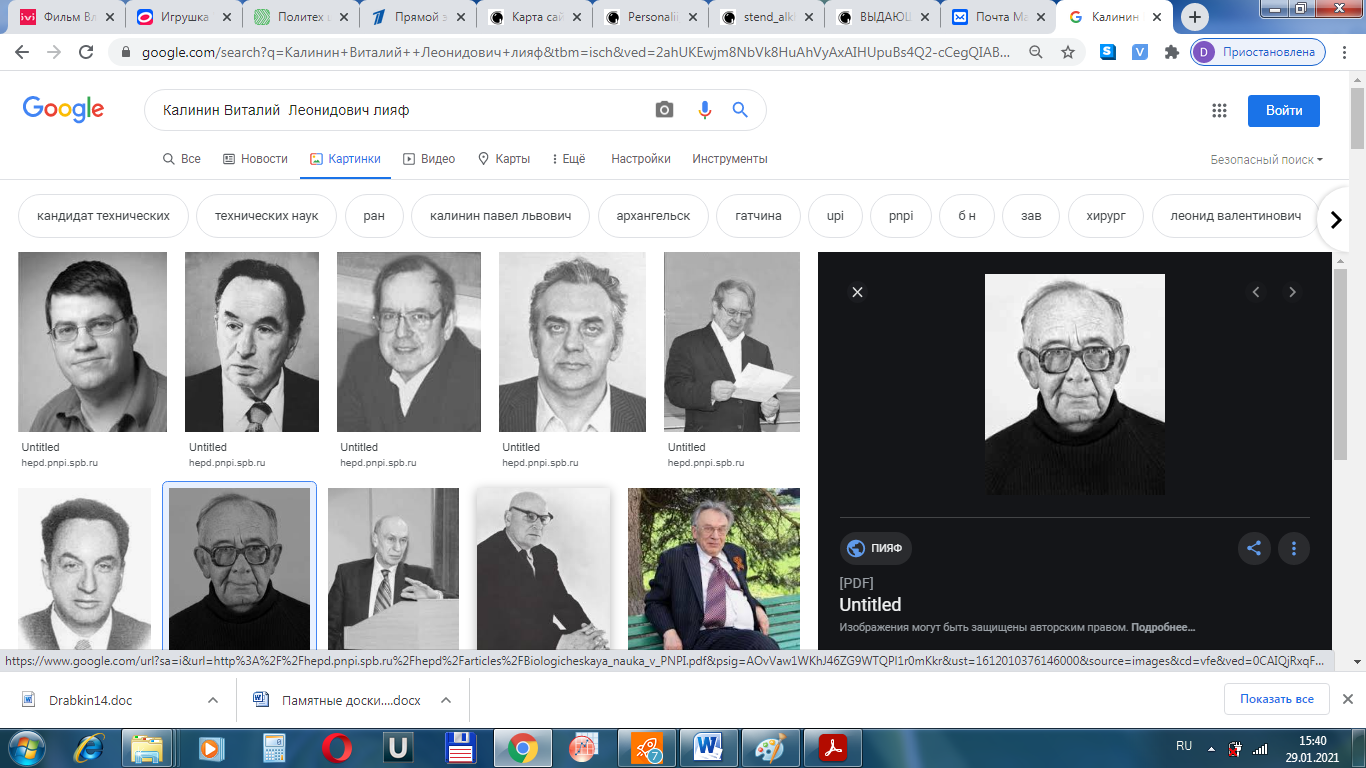 Фильм Вл
Игрушка
Политех ш
Прямой э
Карта сай
Personalii
stend_alkl
ВЫДАЮЩ
Почта Ма
Калинин
google.com/search?q=Калинин+Виталий++Леонидович+лияф&tbm=isch&ved=2ahUKEwjm8NbVk8HuAhVyAxAIHUpuBs4Q2-cCegQIAB...
D Приостановлена
Google
Калинин Виталий  Леонидович лияф
Войти
Все Новости Картинки Видео Карты Ещё Настройки Инструменты
Безопасный поиск
кандидат технических
технических наук
ран
калинин павел львович
архангельск
гатчина
upi
pnpi
б н
зав
хирург
леонид валентинович
Untitled
hepd.pnpi.spb.ru
Untitled
hepd.pnpi.spb.ru
Untitled
hepd.pnpi.spb.ru
Untitled
hepd.pnpi.spb.ru
Untitled
hepd.pnpi.spb.ru
ПИЯФ
[PDF]
Untitled
Изображения могут быть защищены авторским правом. Подробнее...
https://www.google.com/url?sa=i&url=http%3A%2F%2Fhepd.pnpi.spb.ru%2Fhepd%2Farticles%2FBiologicheskaya_nauka_v_PNPI.pdf&psig=AOvVaw1WKhJ46ZG9WTQPl1r0mKkr&ust=1612010376146000&source=images&cd=vfe&ved=0CAIQjRxqF...
Drabkin14.doc
Памятные доски....docx
Показать все
RU
15:40
29.01.2021